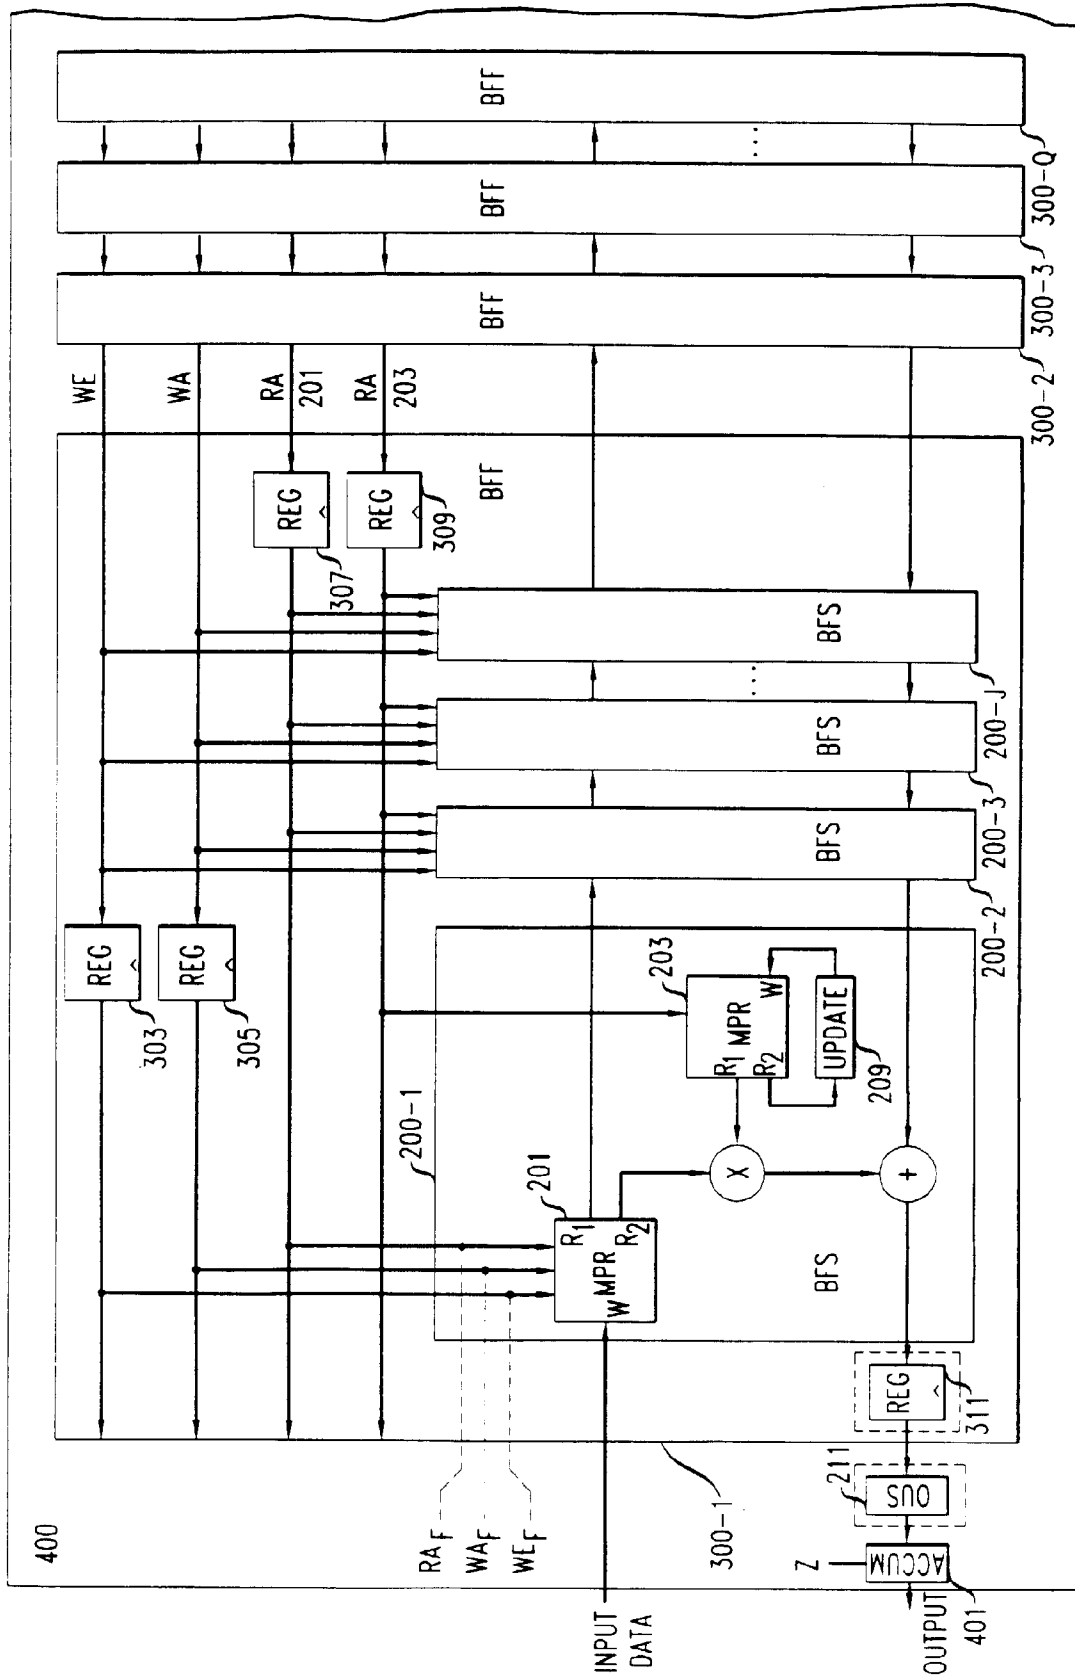 400
BFF
BFF
BFF
300-Q
300-3
300-2
WE
WA
RA
201
RA
203
BFF
REG
307
REG
309
REG
303
REG
305
BFS
BFS
BFS
200-J
200-3
200-2
200-1
203
MPR
R1
R2
W
UPDATE
209
201
MPR
R1
R2
W
X
+
BFS
RAF
WAF
WEF
INPUT
DATA
300-1
REG
311
211
OUS
Z
ACCUM
401
OUTPUT